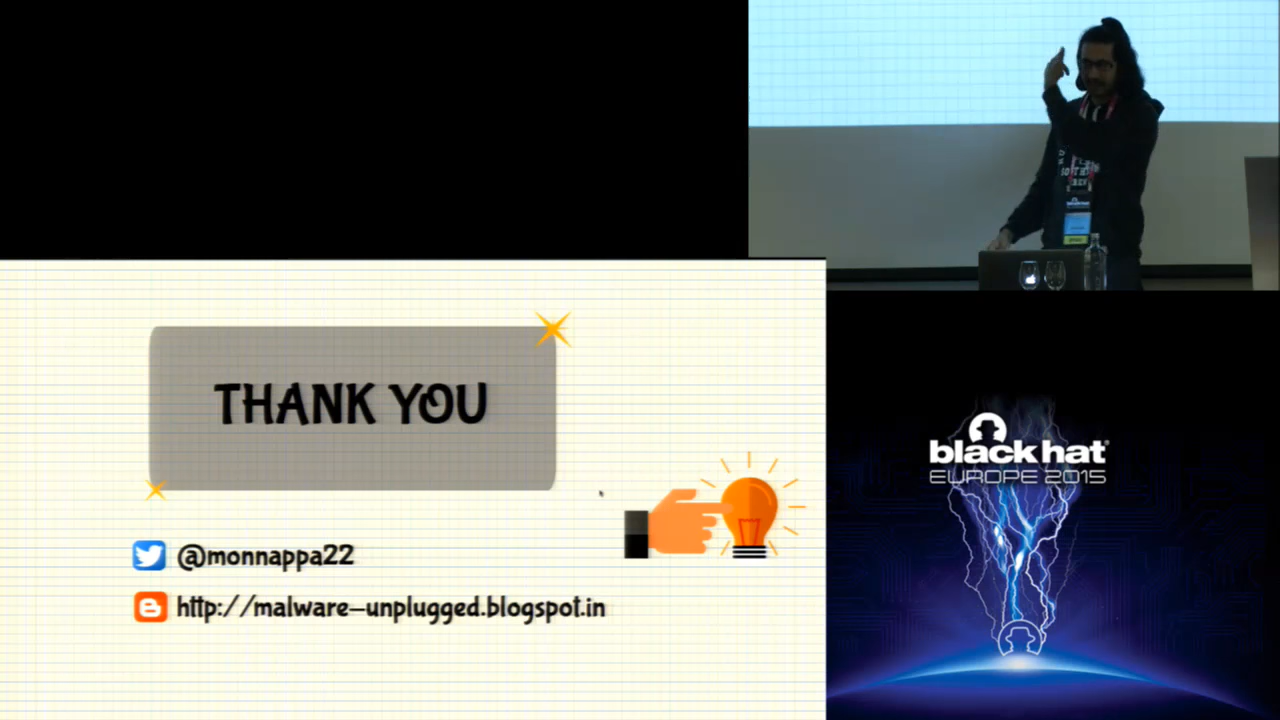 THANK YOU
@monnappa22
http://malware-unplugged.blogspot.in
black hat
EUROPE 2015